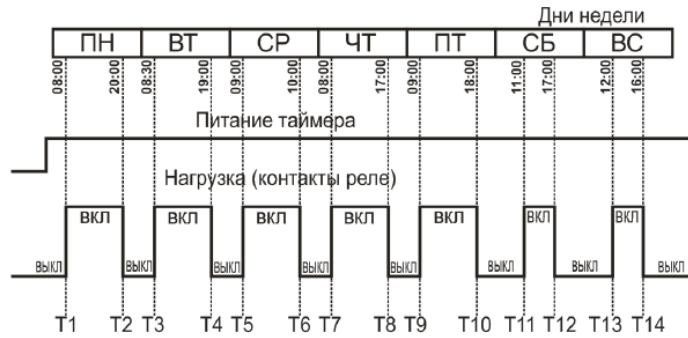 Дни недели
ПН ВТ СР ЧТ ПТ СБ ВС
08:00 20:00 08:30 19:00 09:00 10:00 08:00 17:00 09:00 18:00 11:00 17:00 12:00 16:00
Питание таймера
Нагрузка (контакты реле)
ВКЛ ВКЛ ВКЛ ВКЛ ВКЛ ВКЛ ВКЛ
ВЫКЛ ВЫКЛ ВЫКЛ ВЫКЛ ВЫКЛ ВЫКЛ ВЫКЛ ВЫКЛ
T1 T2 T3 T4 T5 T6 T7 T8 T9 T10 T11 T12 T13 T14